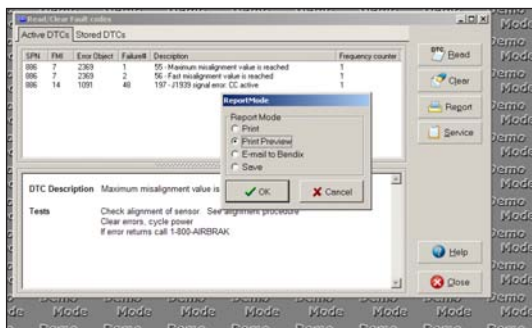 Read/Clear Fault codes
Active DTCs Stored DTCs
SPN FMI Error Object Failure# Description Frequency counter
886 7 2369 1 55 - Maximum misalignment value is reached 1
886 7 2369 2 56 - Fast misalignment value is reached 1
886 14 1091 48 197 - J1939 signal error: CC active 1
DTC Read
Clear
Report
Service
ReportMode
Report Mode
Print
Print Preview
E-mail to Bendix
Save
OK Cancel
DTC Description Maximum misalignment value is
Tests Check alignment of sensor See alignment procedure
Clear errors, cycle power
If error returns call 1-800-AIRBRAK
Help
Close
Demo
Mode